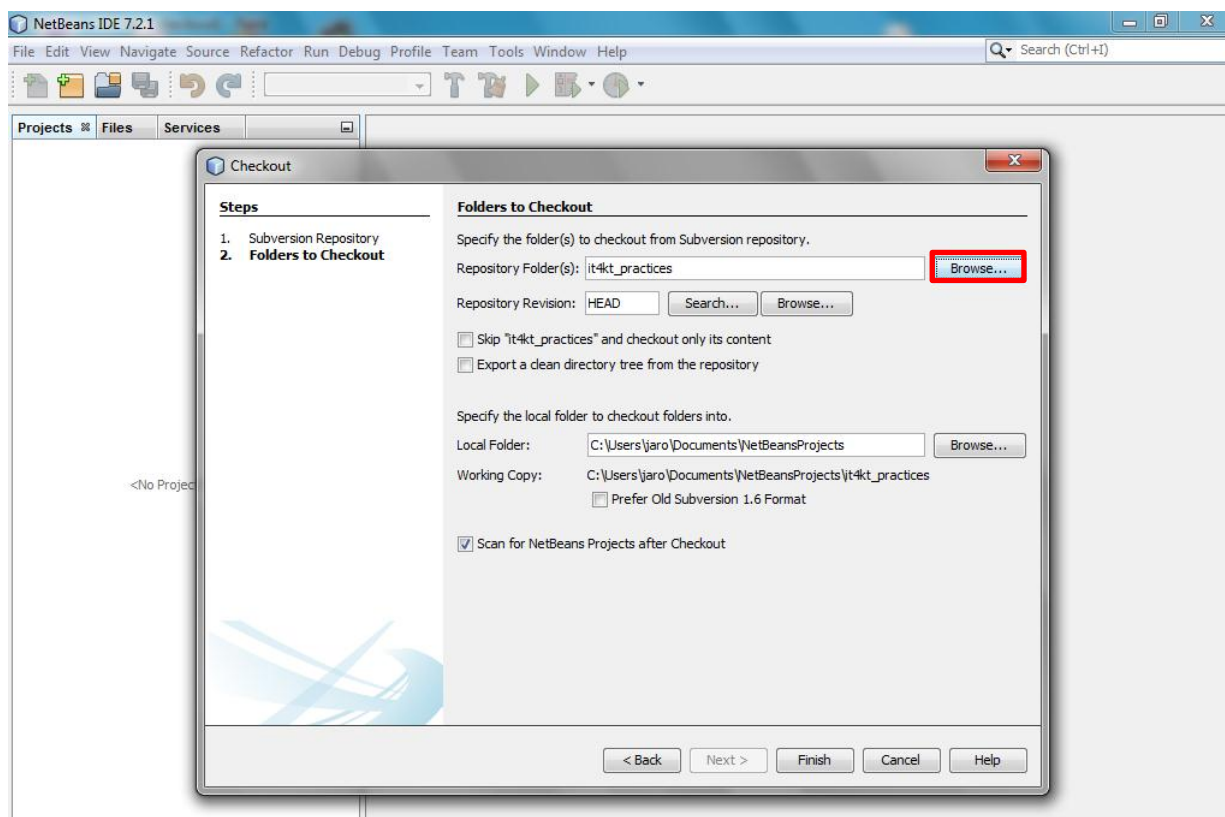 NetBeans IDE 7.2.1
File Edit View Navigate Source Refactor Run Debug Profile Team Tools Window Help
Search (Ctrl+I)
Projects Files Services
Checkout
Steps
1. Subversion Repository
2. Folders to Checkout
Folders to Checkout
Specify the folder(s) to checkout from Subversion repository.
Repository Folder(s): it4kt_practices Browse...
Repository Revision: HEAD Search... Browse...
Skip "it4kt_practices" and checkout only its content
Export a clean directory tree from the repository
Specify the local folder to checkout folders into.
Local Folder: C:\Users\jaro\Documents\NetBeansProjects Browse...
Working Copy: C:\Users\jaro\Documents\NetBeansProjects\it4kt_practices
Prefer Old Subversion 1.6 Format
<No Projec
Scan for NetBeans Projects after Checkout
< Back Next > Finish Cancel Help